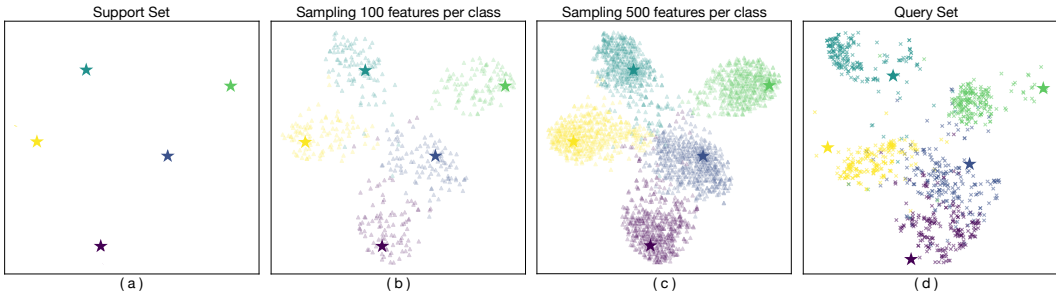 Support Set
Sampling 100 features per class
Sampling 500 features per class
Query Set
( a )
( b )
( c )
( d )